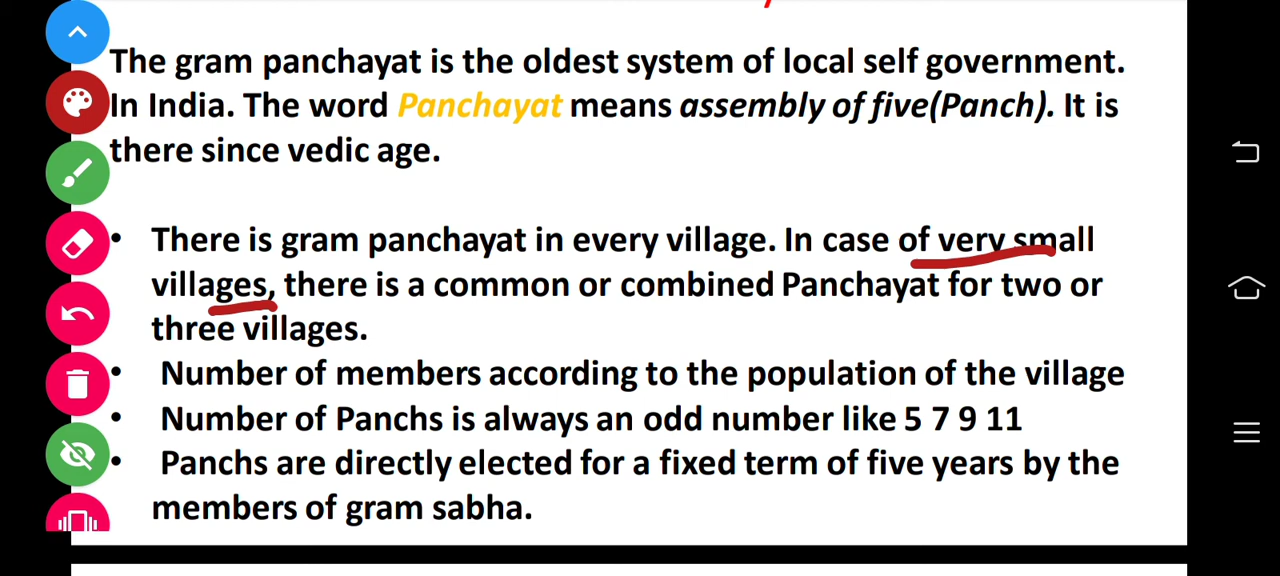 The gram panchayat is the oldest system of local self government.
In India. The word Panchayat means assembly of five(Panch). It is
there since vedic age.
• There is gram panchayat in every village. In case of very small
villages, there is a common or combined Panchayat for two or
three villages.
• Number of members according to the population of the village
• Number of Panchs is always an odd number like 5 7 9 11
• Panchs are directly elected for a fixed term of five years by the
members of gram sabha.